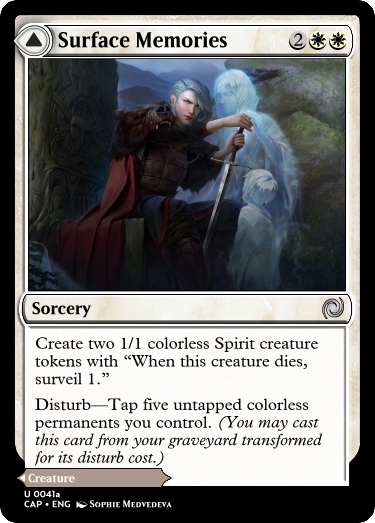 Surface Memories 2
Sorcery
Create two 1/1 colorless Spirit creature
tokens with “When this creature dies,
surveil 1.”
Disturb—Tap five untapped colorless
permanents you control. (You may cast
this card from your graveyard transformed
for its disturb cost.)
Creature
U 0041a
CAP • ENG Sophie Medvedeva